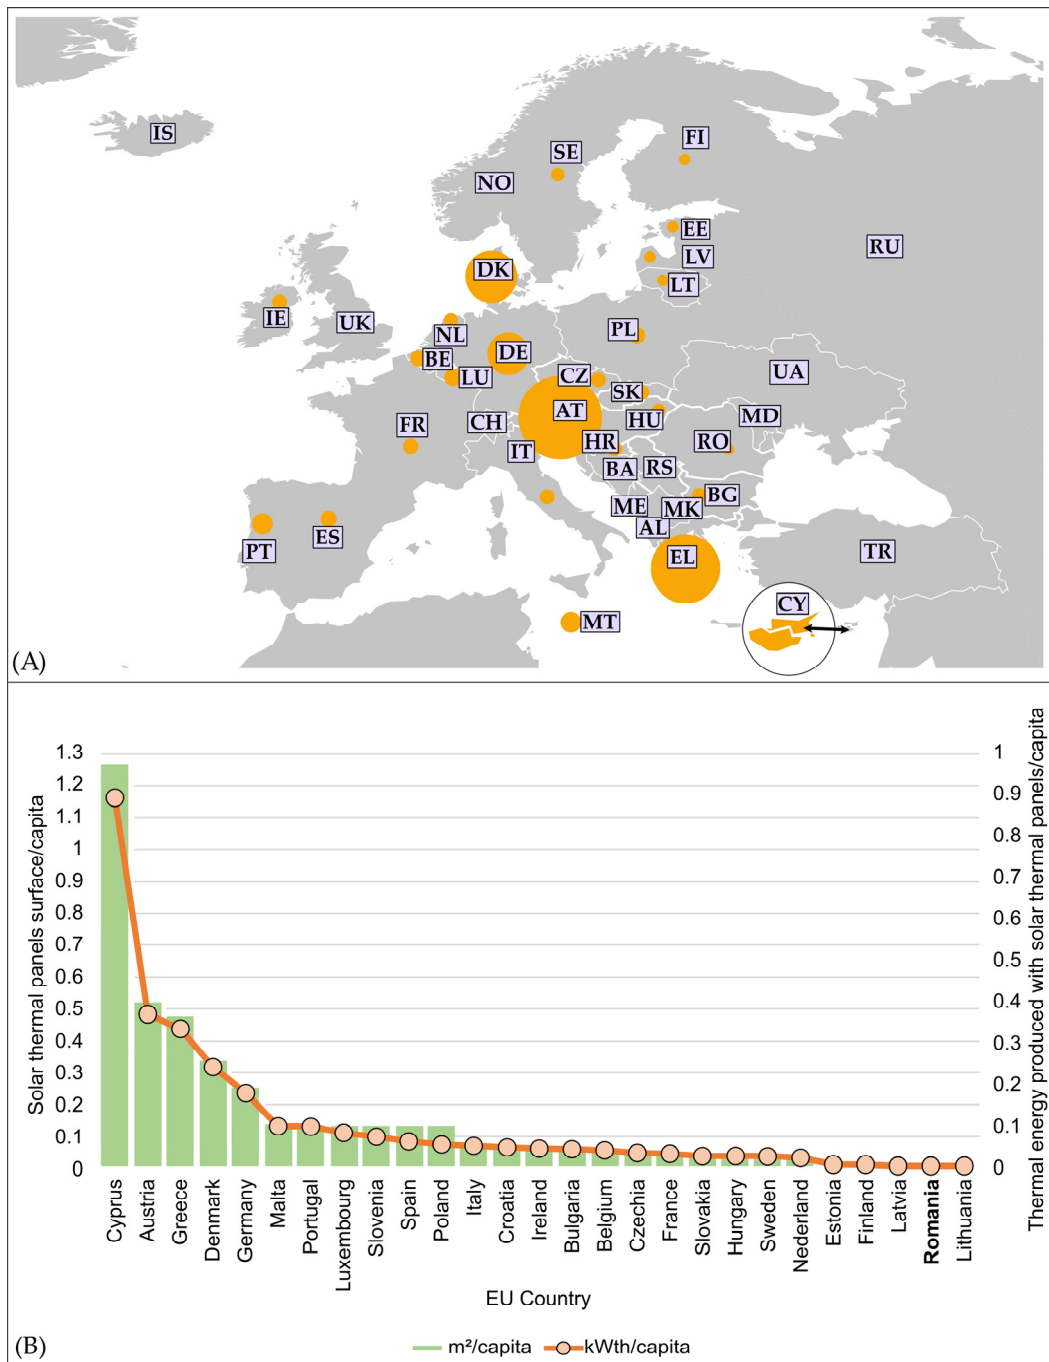 IS
FI
SE
NO
EE
RU
LV
DK
LT
IE
UK
NL
PL
DE
BE
LU
CZ
UA
SK
AT
HU
MD
FR
CH
HR
RO
IT
BA
RS
BG
ME
MK
AL
PT
ES
EL
TR
CY
MT
(A)
Solar thermal panels surface/capita
1.3
1.2
1.1
1
0.9
0.8
0.7
0.6
0.5
0.4
0.3
0.2
0.1
0
Thermal energy produced with solar thermal panels/capita
1
0.9
0.8
0.7
0.6
0.5
0.4
0.3
0.2
0.1
0
Cyprus
Austria
Greece
Denmark
Germany
Malta
Portugal
Luxembourg
Slovenia
Spain
Poland
Italy
Croatia
Ireland
Bulgaria
Belgium
Czechia
France
Slovakia
Hungary
Sweden
Nederland
Estonia
Finland
Latvia
Romania
Lithuania
EU Country
(B)
m²/capita
kWth/capita